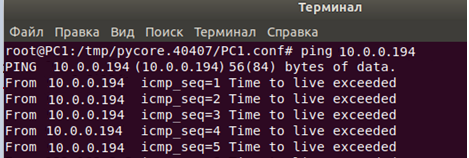 Терминал
Файл Правка Вид Поиск Терминал Справка
root@PC1:/tmp/pycore.40407/PC1.conf# ping 10.0.0.194
PING 10.0.0.194 (10.0.0.194) 56(84) bytes of data.
From 10.0.0.194 icmp_seq=1 Time to live exceeded
From 10.0.0.194 icmp_seq=2 Time to live exceeded
From 10.0.0.194 icmp_seq=3 Time to live exceeded
From 10.0.0.194 icmp_seq=4 Time to live exceeded
From 10.0.0.194 icmp_seq=5 Time to live exceeded